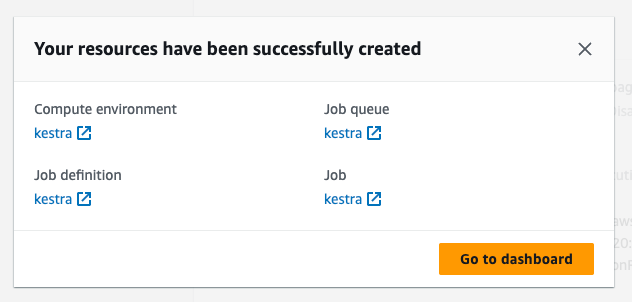 Your resources have been successfully created
Compute environment
kestra
Job queue
kestra
Job definition
kestra
Job
kestra
Go to dashboard